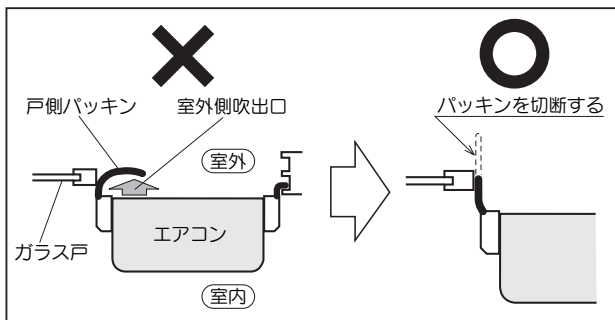 戸側パッキン
室外側吹出口
室外
エアコン
ガラス戸
室内
パッキンを切断する